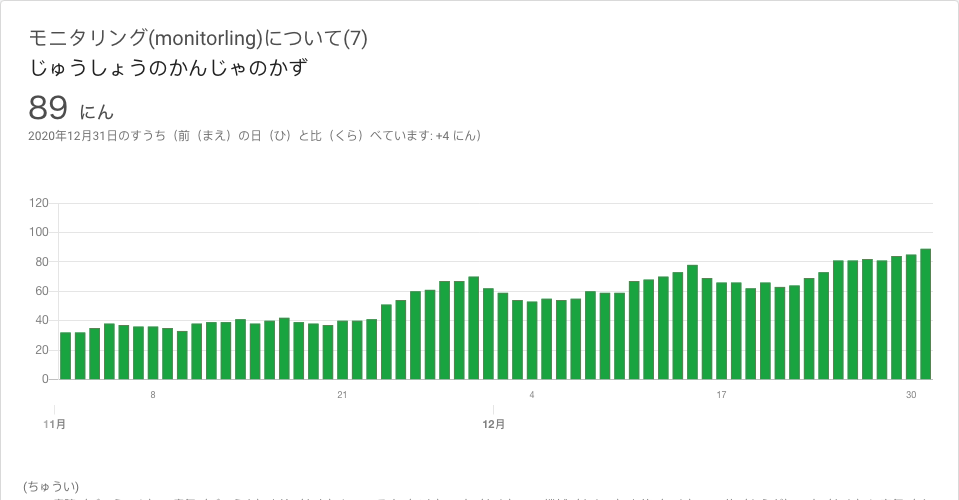 モニタリング(monitorling)について(7)
じゅうしょうのかんじゃのかず
89 にん
2020年12月31日のすうち（前（まえ）の日（ひ）と比（くら）べています: +4 にん）
120
100
80
60
40
20
0
8 21 4 17 30
11月 12月
(ちゅうい)